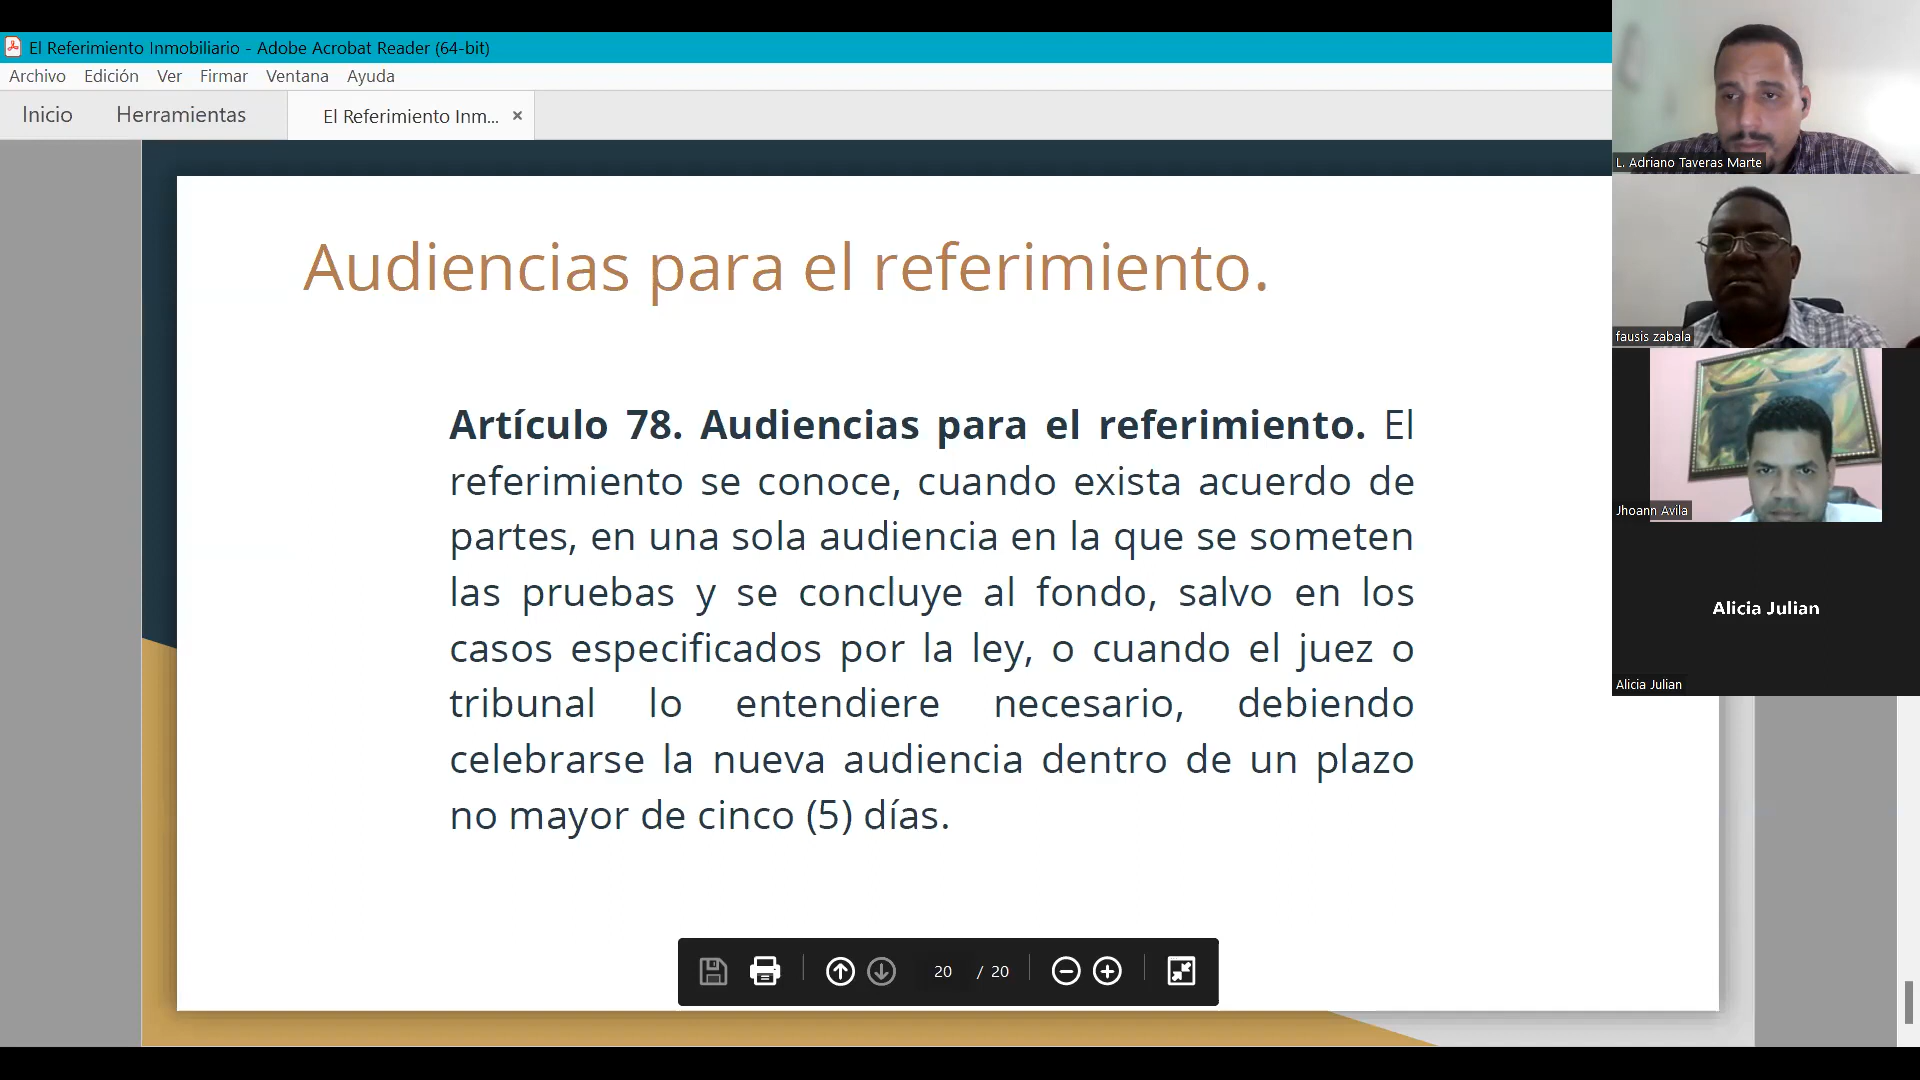 El Referimiento Inmobiliario - Adobe Acrobat Reader (64-bit)
Archivo Edición Ver Firmar Ventana Ayuda
Inicio Herramientas El Referimiento Inm... ×
Audiencias para el referimiento.
Artículo 78. Audiencias para el referimiento. El
referimiento se conoce, cuando exista acuerdo de
partes, en una sola audiencia en la que se someten
las pruebas y se concluye al fondo, salvo en los
casos especificados por la ley, o cuando el juez o
tribunal lo entendiere necesario, debiendo
celebrarse la nueva audiencia dentro de un plazo
no mayor de cinco (5) días.
20 / 20
L. Adriano Taveras Marte
fausis zabala
Jhoann Avila
Alicia Julian
Alicia Julian